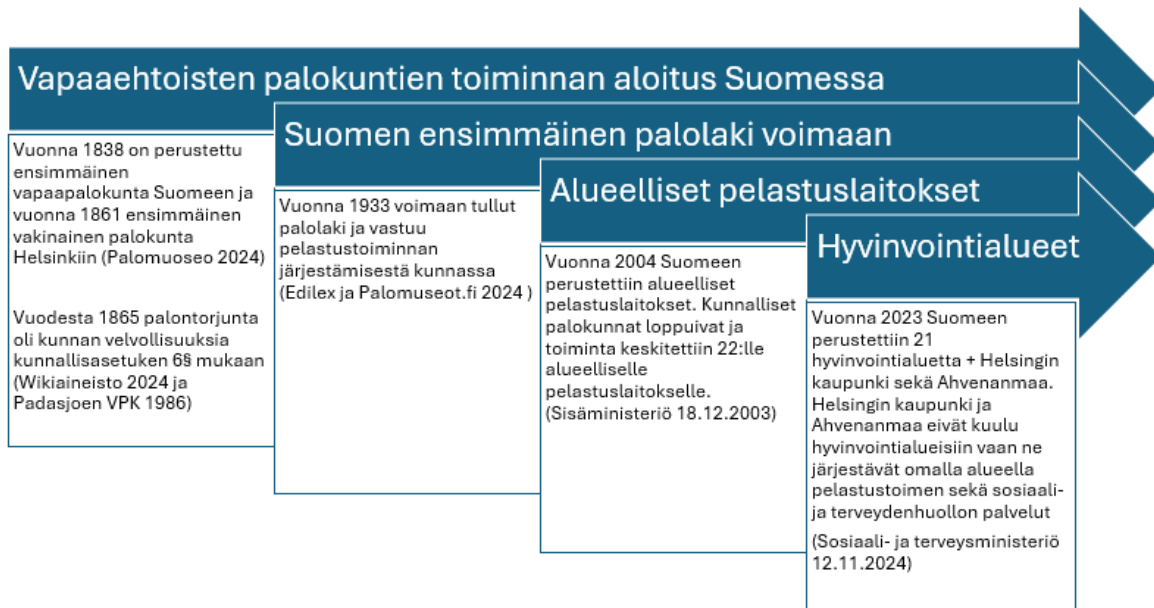 Vapaaehtoisten palokuntien toiminnan aloitus Suomessa
Vuonna 1838 on perustettu
ensimmäinen
vapaapalokunta Suomeen ja
vuonna 1861 ensimmäinen
vakinainen palokunta
Helsinkiin (Palomuoseo 2024)
Vuodesta 1865 palontorjunta
oli kunnan velvollisuuksia
kunnallisasetuken 6§ mukaan
(Wikiaineisto 2024 ja
Padasjoen VPK 1986)
Suomen ensimmäinen palolaki voimaan
Vuonna 1933 voimaan tullut
palolaki ja vastuu
pelastustoiminnan
järjestämisestä kunnassa
(Edilex ja Palomuseot.fi 2024 )
Alueelliset pelastuslaitokset
Vuonna 2004 Suomeen
perustettiin alueelliset
pelastuslaitokset. Kunnalliset
palokunnat loppuivat ja
toiminta keskitettiin 22:lle
alueelliselle
pelastuslaitokselle.
(Sisäministeriö 18.12.2003)
Hyvinvointialueet
Vuonna 2023 Suomeen
perustettiin 21
hyvinvointialuetta + Helsingin
kaupunki sekä Ahvenanmaa.
Helsingin kaupunki ja
Ahvenanmaa eivät kuulu
hyvinvointialueisiin vaan ne
järjestävät omalla alueella
pelastustoimen sekä sosiaali-
ja terveydenhuollon palvelut
(Sosiaali- ja terveysministeriö
12.11.2024)